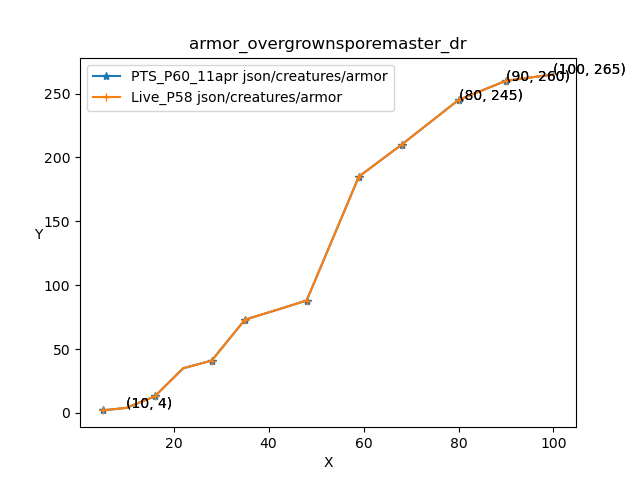 armor_overgrownsporemaster_dr
PTS_P60_11apr json/creatures/armor
Live_P58 json/creatures/armor
(100, 265)
(90, 260)
(80, 245)
(10, 4)
250
200
150
100
50
0
Y
20 40 60 80 100
X